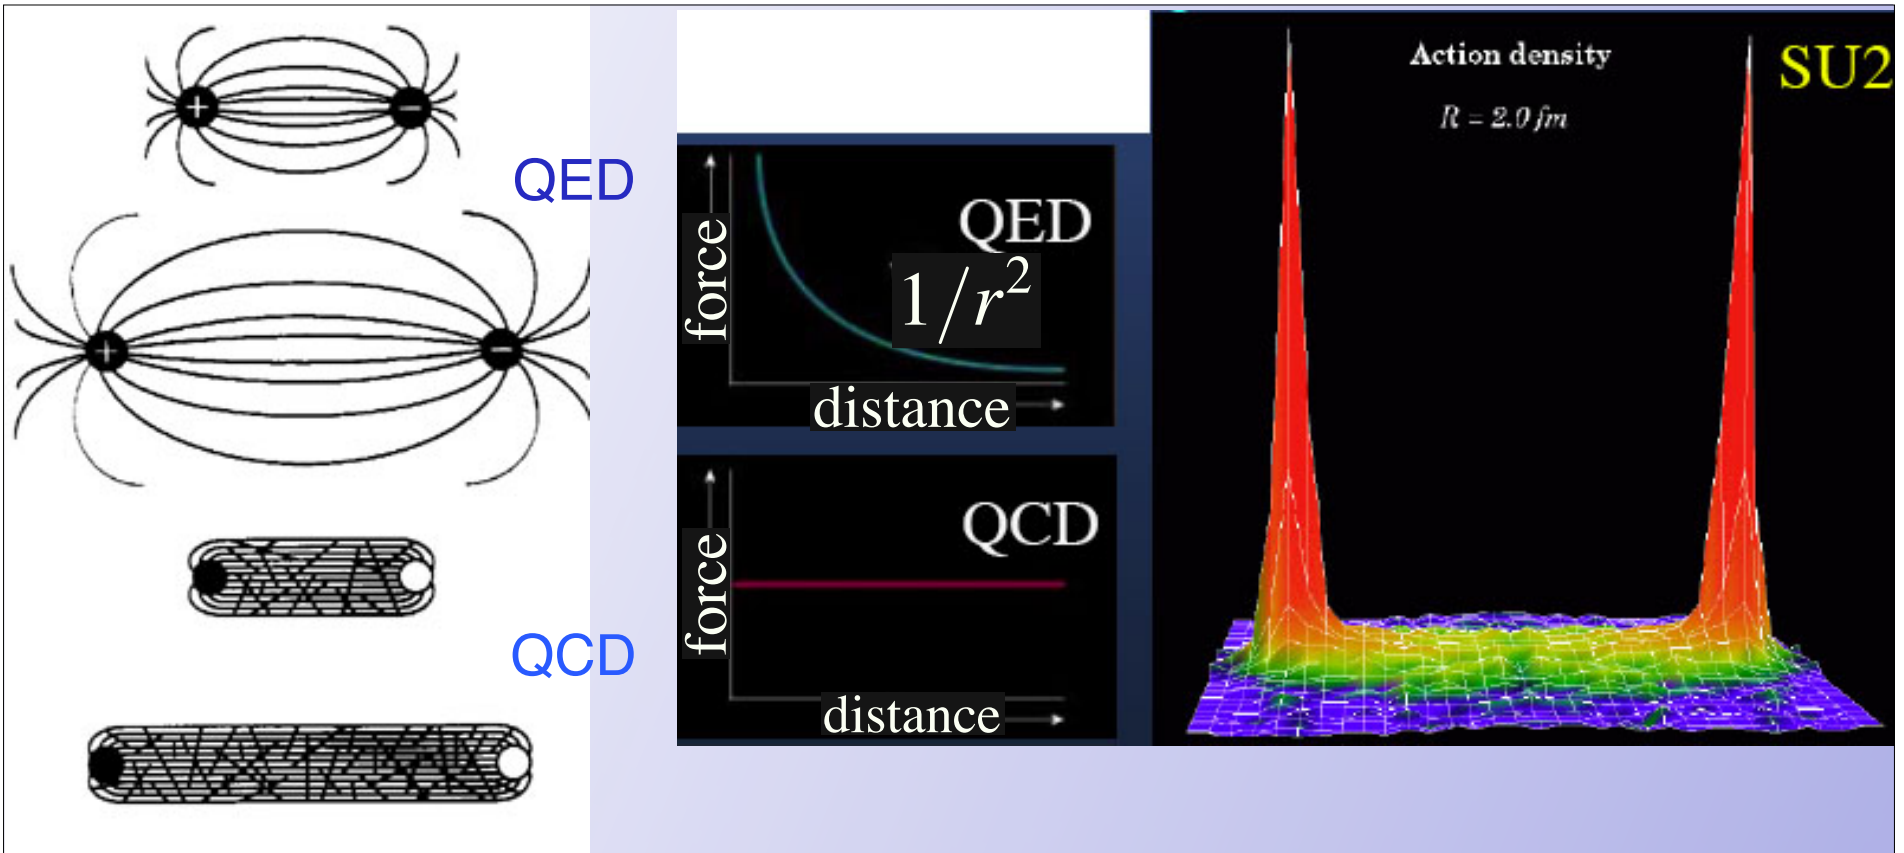 +
−
QED
+
−
QCD
force
QED
1/r²
distance
force
QCD
distance
Action density
R = 2.0 fm
SU2